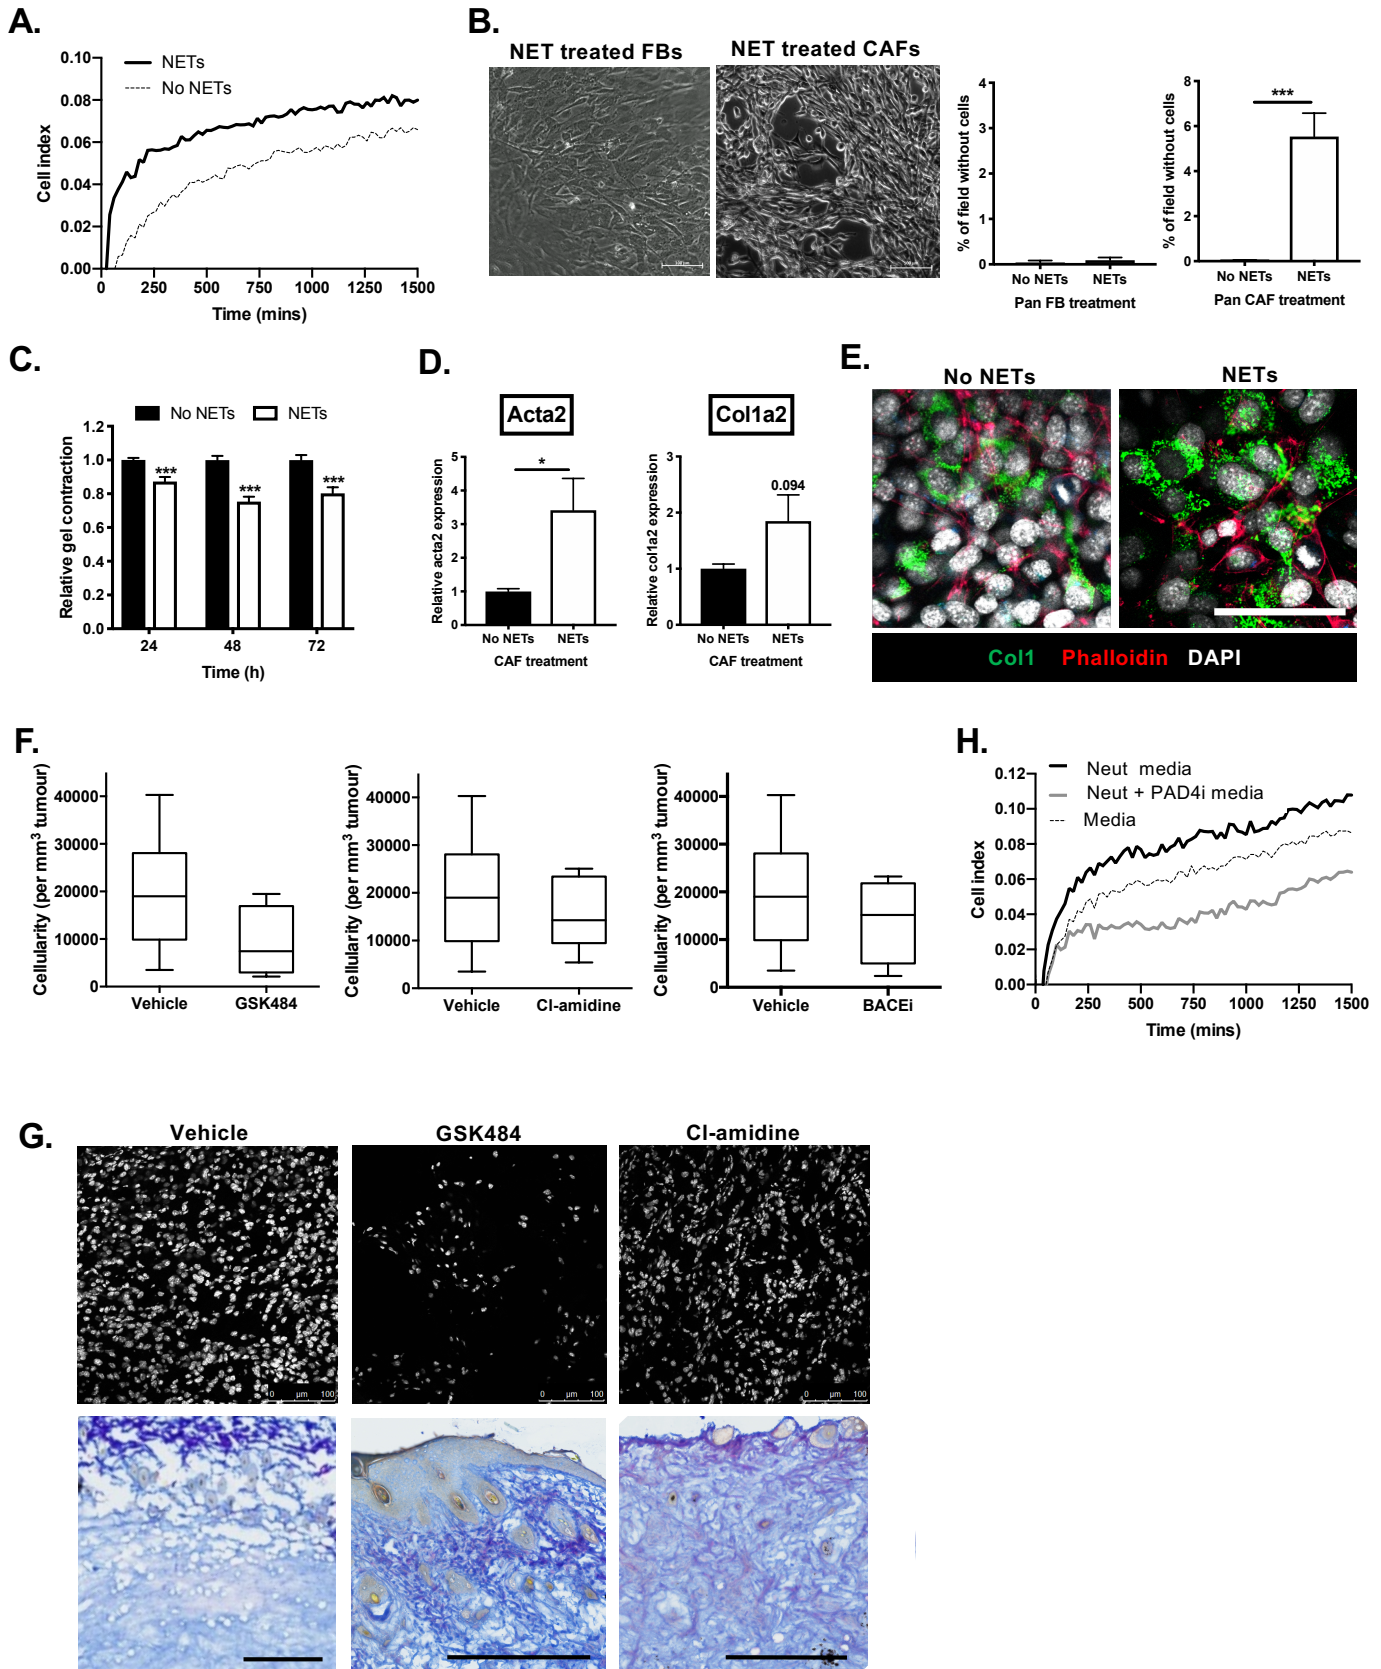 A.
NETs
No NETs
0.10
0.08
0.06
0.04
0.02
0.00
Cell index
0 250 500 750 1000 1250 1500
Time (mins)
B.
NET treated FBs
NET treated CAFs
4
3
2
1
0
% of field without cells
No NETs NETs
Pan FB treatment
8
6
4
2
0
% of field without cells
***
No NETs NETs
Pan CAF treatment
C.
No NETs NETs
1.2
1.0
0.8
0.6
0.4
0.2
0.0
Relative gel contraction
*** *** ***
24 48 72
Time (h)
D.
Acta2
5
4
3
2
1
0
Relative acta2 expression
*
No NETs NETs
CAF treatment
Col1a2
3
2
1
0
Relative col1a2 expression
0.094
No NETs NETs
CAF treatment
E.
No NETs
NETs
Col1 Phalloidin DAPI
F.
Cellularity (per mm3 tumour)
40000
30000
20000
10000
0
Vehicle GSK484
Cellularity (per mm3 tumour)
40000
30000
20000
10000
0
Vehicle Cl-amidine
Cellularity (per mm3 tumour)
40000
30000
20000
10000
0
Vehicle BACEi
H.
Neut media
Neut + PAD4i media
Media
0.12
0.10
0.08
0.06
0.04
0.02
0.00
Cell index
0 250 500 750 1000 1250 1500
Time (mins)
G.
Vehicle
GSK484
Cl-amidine
0 µm 100
0 µm 100
0 µm 100